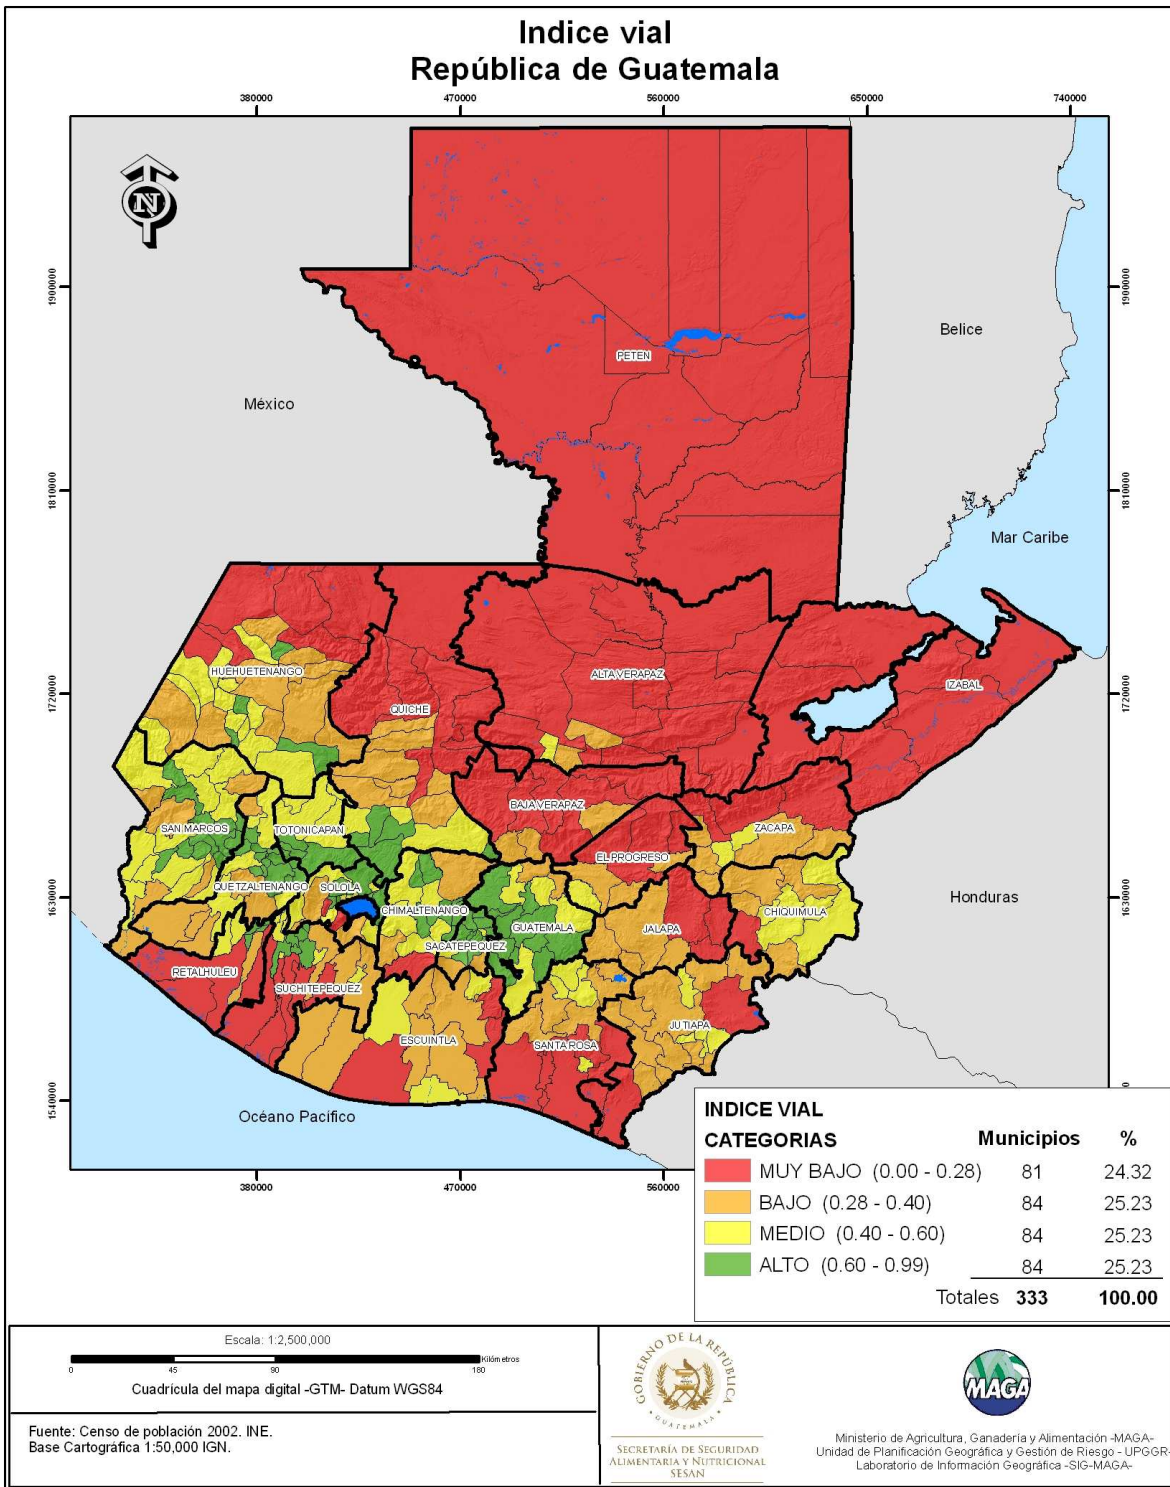 Indice vial
República de Guatemala
380000 470000 560000 650000 740000
N
1900000 1900000
Belice
PETEN
México
1810000 1810000
Mar Caribe
HUEHUETENANGO
ALTA VERAPAZ
IZABAL
1720000 1720000
QUICHE
BAJA VERAPAZ
SAN MARCOS
TOTONICAPAN
ZACAPA
EL PROGRESO
QUETZALTENANGO
SOLOLA
1630000 1630000
Honduras
CHIMALTENANGO
CHIQUIMULA
GUATEMALA
JALAPA
SACATEPEQUEZ
RETALHULEU
SUCHITEPEQUEZ
JUTIAPA
ESCUINTLA
SANTA ROSA
1540000
Océano Pacífico
380000 470000 560000
INDICE VIAL
CATEGORIAS Municipios %
MUY BAJO (0.00 - 0.28) 81 24.32
BAJO (0.28 - 0.40) 84 25.23
MEDIO (0.40 - 0.60) 84 25.23
ALTO (0.60 - 0.99) 84 25.23
Totales 333 100.00
Escala: 1:2,500,000
Kilómetros
0 45 90 180
Cuadrícula del mapa digital -GTM- Datum WGS84
Fuente: Censo de población 2002. INE.
Base Cartográfica 1:50,000 IGN.
GOBIERNO DE LA REPÚBLICA
GUATEMALA
SECRETARÍA DE SEGURIDAD
ALIMENTARIA Y NUTRICIONAL
SESAN
MAGA
Ministerio de Agricultura, Ganadería y Alimentación -MAGA-
Unidad de Planificación Geográfica y Gestión de Riesgo - UPGGR-
Laboratorio de Información Geográfica -SIG-MAGA-